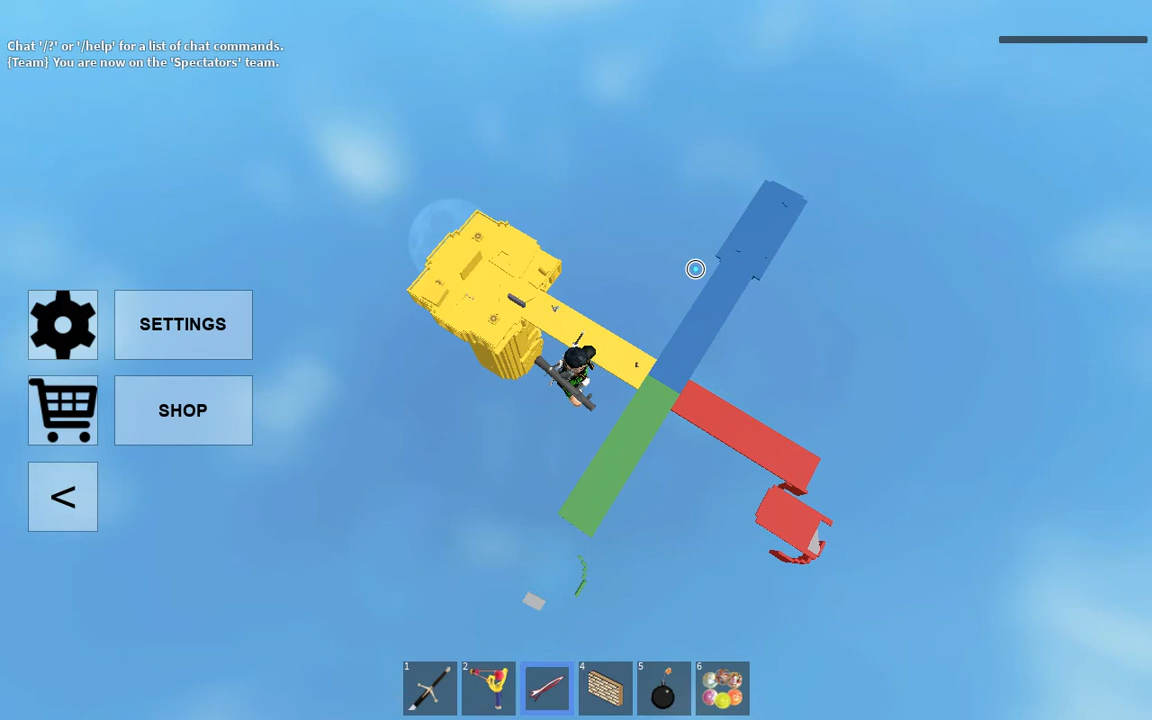 Chat '/?' or '/help' for a list of chat commands.
{Team} You are now on the 'Spectators' team.
SETTINGS
SHOP
<
1 2 4 5 6